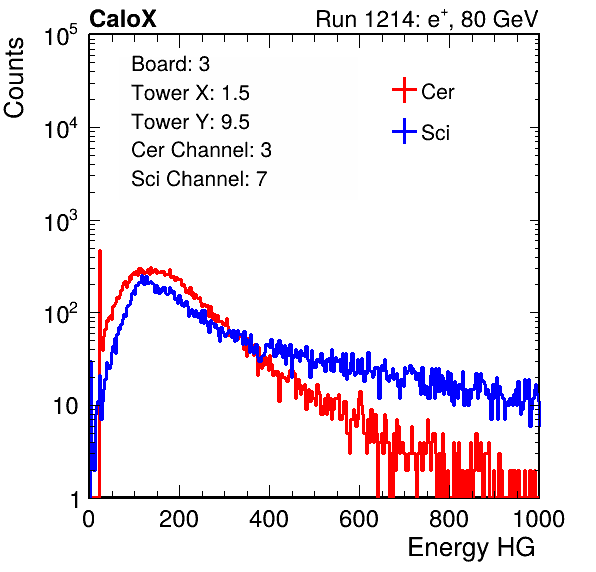 CaloX Run 1214: e⁺, 80 GeV
Counts
Board: 3
Tower X: 1.5
Tower Y: 9.5
Cer Channel: 3
Sci Channel: 7
Cer
Sci
10⁵
10⁴
10³
10²
10
1
0 200 400 600 800 1000
Energy HG